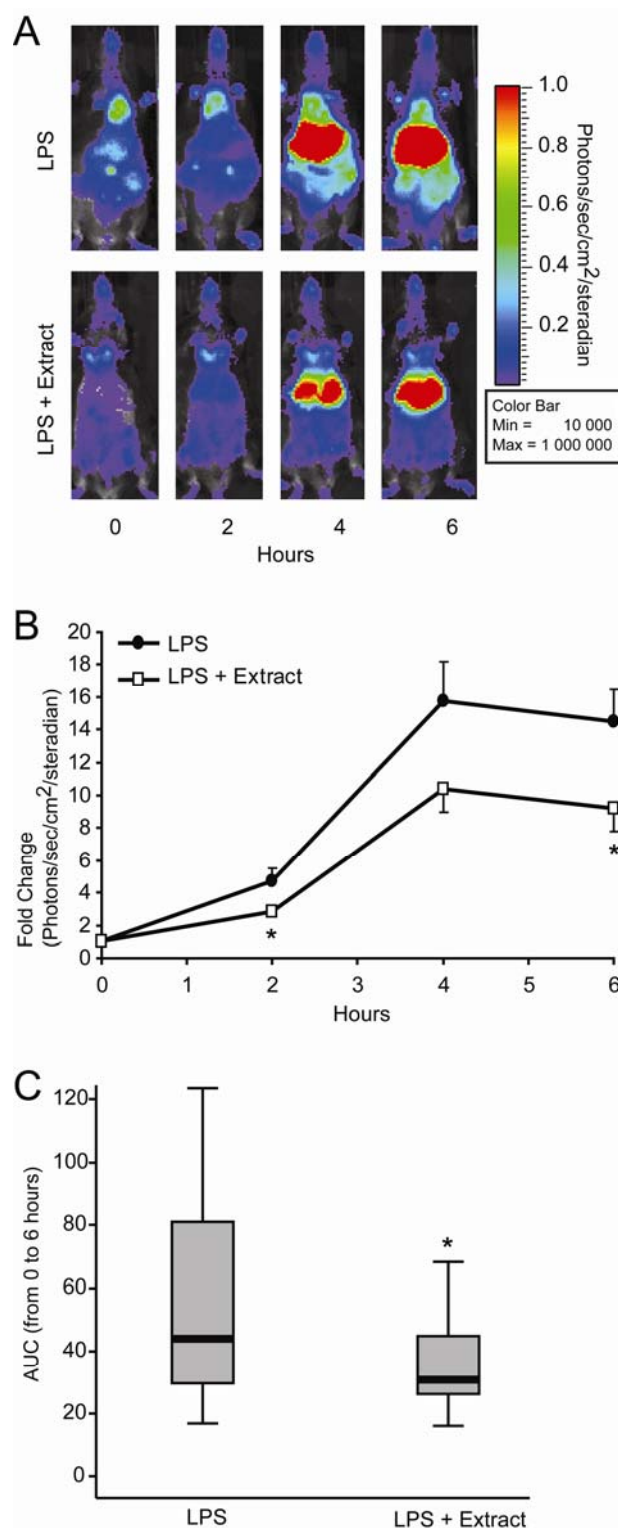 A
LPS
LPS + Extract
0 2 4 6
Hours
1.0
0.8
0.6
0.4
0.2
Photons/sec/cm²/steradian
Color Bar
Min = 10 000
Max = 1 000 000
B
20
18
16
14
12
10
8
6
4
2
0
LPS
LPS + Extract
Fold Change
(Photons/sec/cm²/steradian)
*
*
0 1 2 3 4 5 6
Hours
C
120
100
80
60
40
20
0
AUC (from 0 to 6 hours)
*
LPS
LPS + Extract